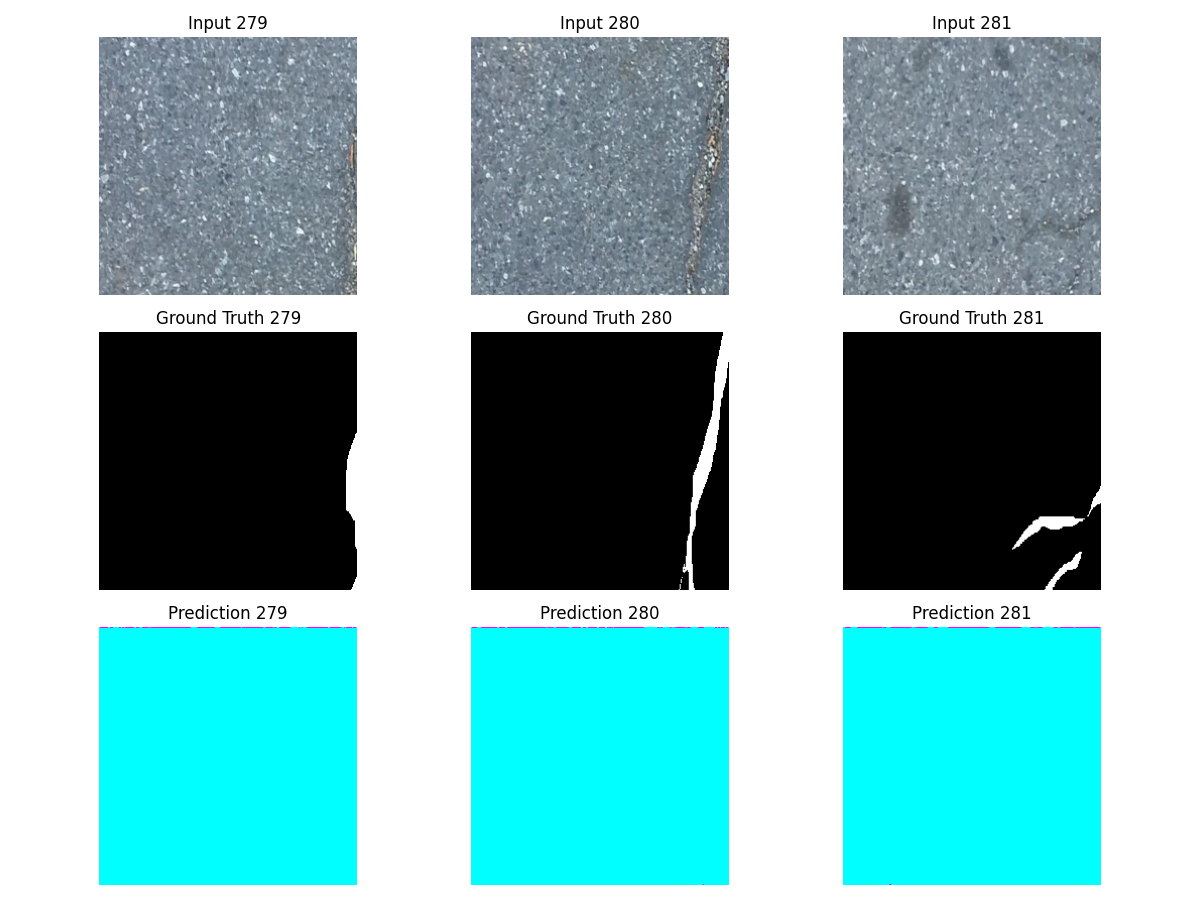 Input 279
Input 280
Input 281
Ground Truth 279
Ground Truth 280
Ground Truth 281
Prediction 279
Prediction 280
Prediction 281